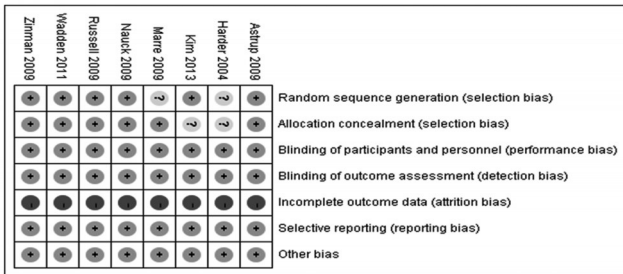 Zinman 2009
Wadden 2011
Russell 2009
Nauck 2009
Marre 2009
Kim 2013
Harder 2004
Astrup 2009
+ + + + ? + ? + Random sequence generation (selection bias)
+ + + + + ? ? + Allocation concealment (selection bias)
+ + + + + + + + Blinding of participants and personnel (performance bias)
+ + + + + + + + Blinding of outcome assessment (detection bias)
- - - - - - - - Incomplete outcome data (attrition bias)
+ + + + + + + + Selective reporting (reporting bias)
+ + + + + + + + Other bias